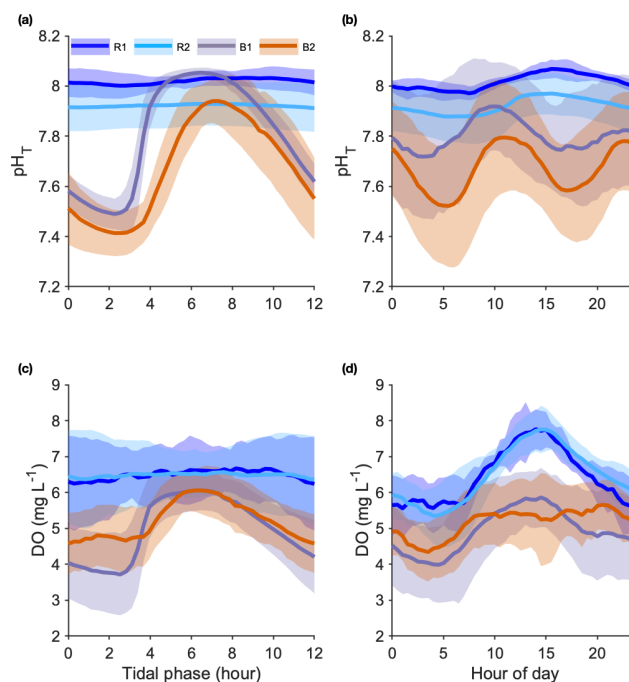 (a) (b)
R1 R2 B1 B2
8.2 8.2
8 8
7.8 7.8
pH_T pH_T
7.6 7.6
7.4 7.4
7.2 7.2
0 2 4 6 8 10 12 0 5 10 15 20
(c) (d)
9 9
8 8
7 7
6 6
DO (mg L⁻¹) DO (mg L⁻¹)
5 5
4 4
3 3
2 2
0 2 4 6 8 10 12 0 5 10 15 20
Tidal phase (hour) Hour of day